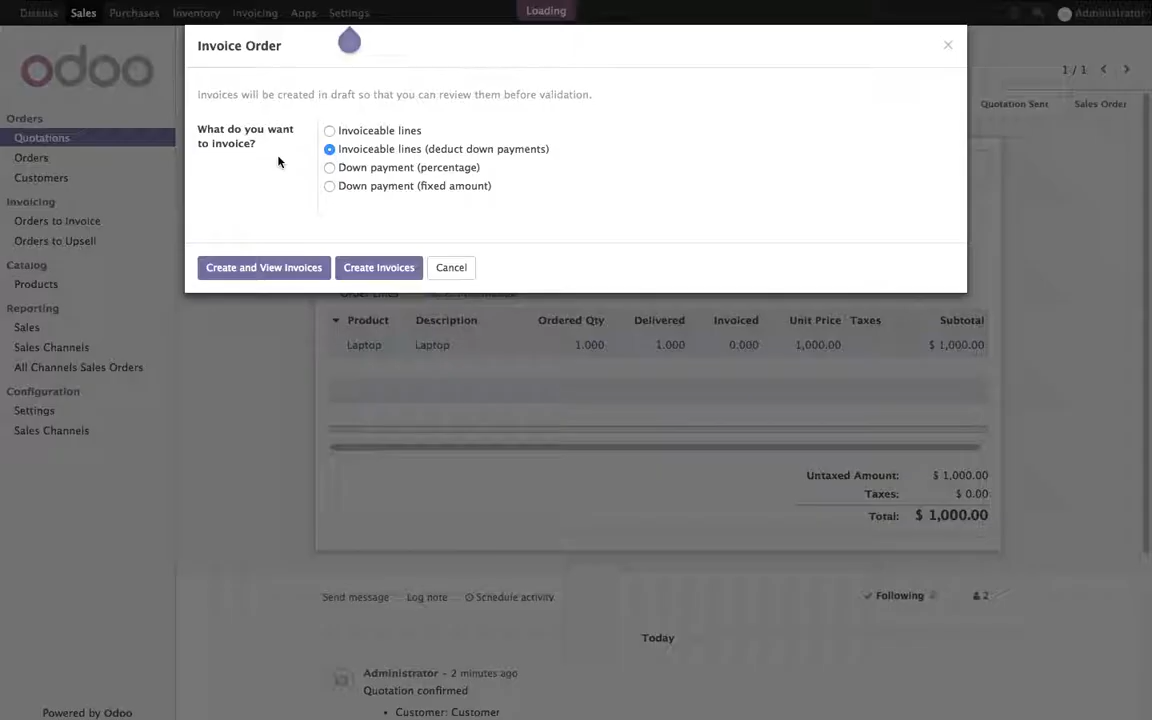 Discuss Sales Purchases Inventory Invoicing Apps Settings Loading Administrator
odoo
Invoice Order ×
1 / 1
Quotation Sent Sales Order
Invoices will be created in draft so that you can review them before validation.
What do you want
to invoice?
Invoiceable lines
Invoiceable lines (deduct down payments)
Down payment (percentage)
Down payment (fixed amount)
Create and View Invoices Create Invoices Cancel
Orders
Quotations
Orders
Customers
Invoicing
Orders to Invoice
Orders to Upsell
Catalog
Products
Reporting
Sales
Sales Channels
All Channels Sales Orders
Configuration
Settings
Sales Channels
Order Lines
Product Description Ordered Qty Delivered Invoiced Unit Price Taxes Subtotal
Laptop Laptop 1.000 1.000 0.000 1,000.00 $ 1,000.00
Untaxed Amount: $ 1,000.00
Taxes: $ 0.00
Total: $ 1,000.00
Send message Log note Schedule activity Following 2
Today
Administrator - 2 minutes ago
Quotation confirmed
• Customer: Customer
Powered by Odoo